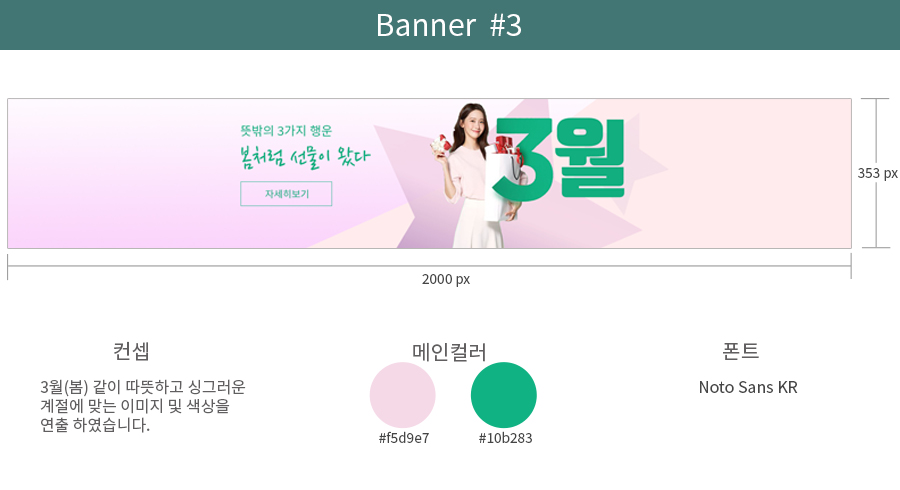 Banner #3
뜻밖의 3가지 행운
봄처럼 선물이 왔다
자세히보기
3월
353 px
2000 px
컨셉
3월(봄) 같이 따뜻하고 싱그러운
계절에 맞는 이미지 및 색상을
연출 하였습니다.
메인컬러
#f5d9e7
#10b283
폰트
Noto Sans KR